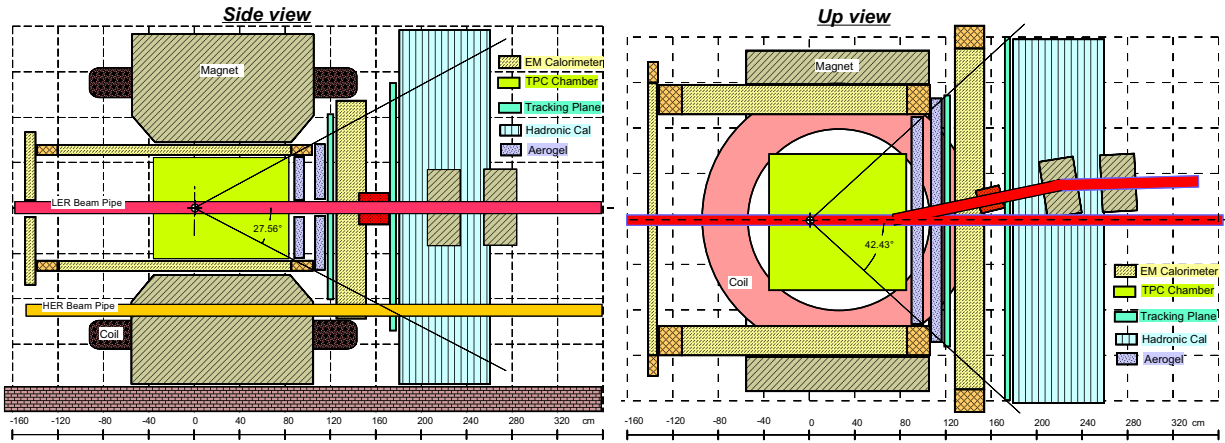 Side view
Magnet
EM Calorimeter
TPC Chamber
Tracking Plane
Hadronic Cal
Aerogel
LER Beam Pipe
27.56°
HER Beam Pipe
Coil
-160 -120 -80 -40 0 40 80 120 160 200 240 280 320 cm
Up view
Magnet
42.43°
Coil
EM Calorimeter
TPC Chamber
Tracking Plane
Hadronic Cal
Aerogel
-160 -120 -80 -40 0 40 80 120 160 200 240 280 320 cm